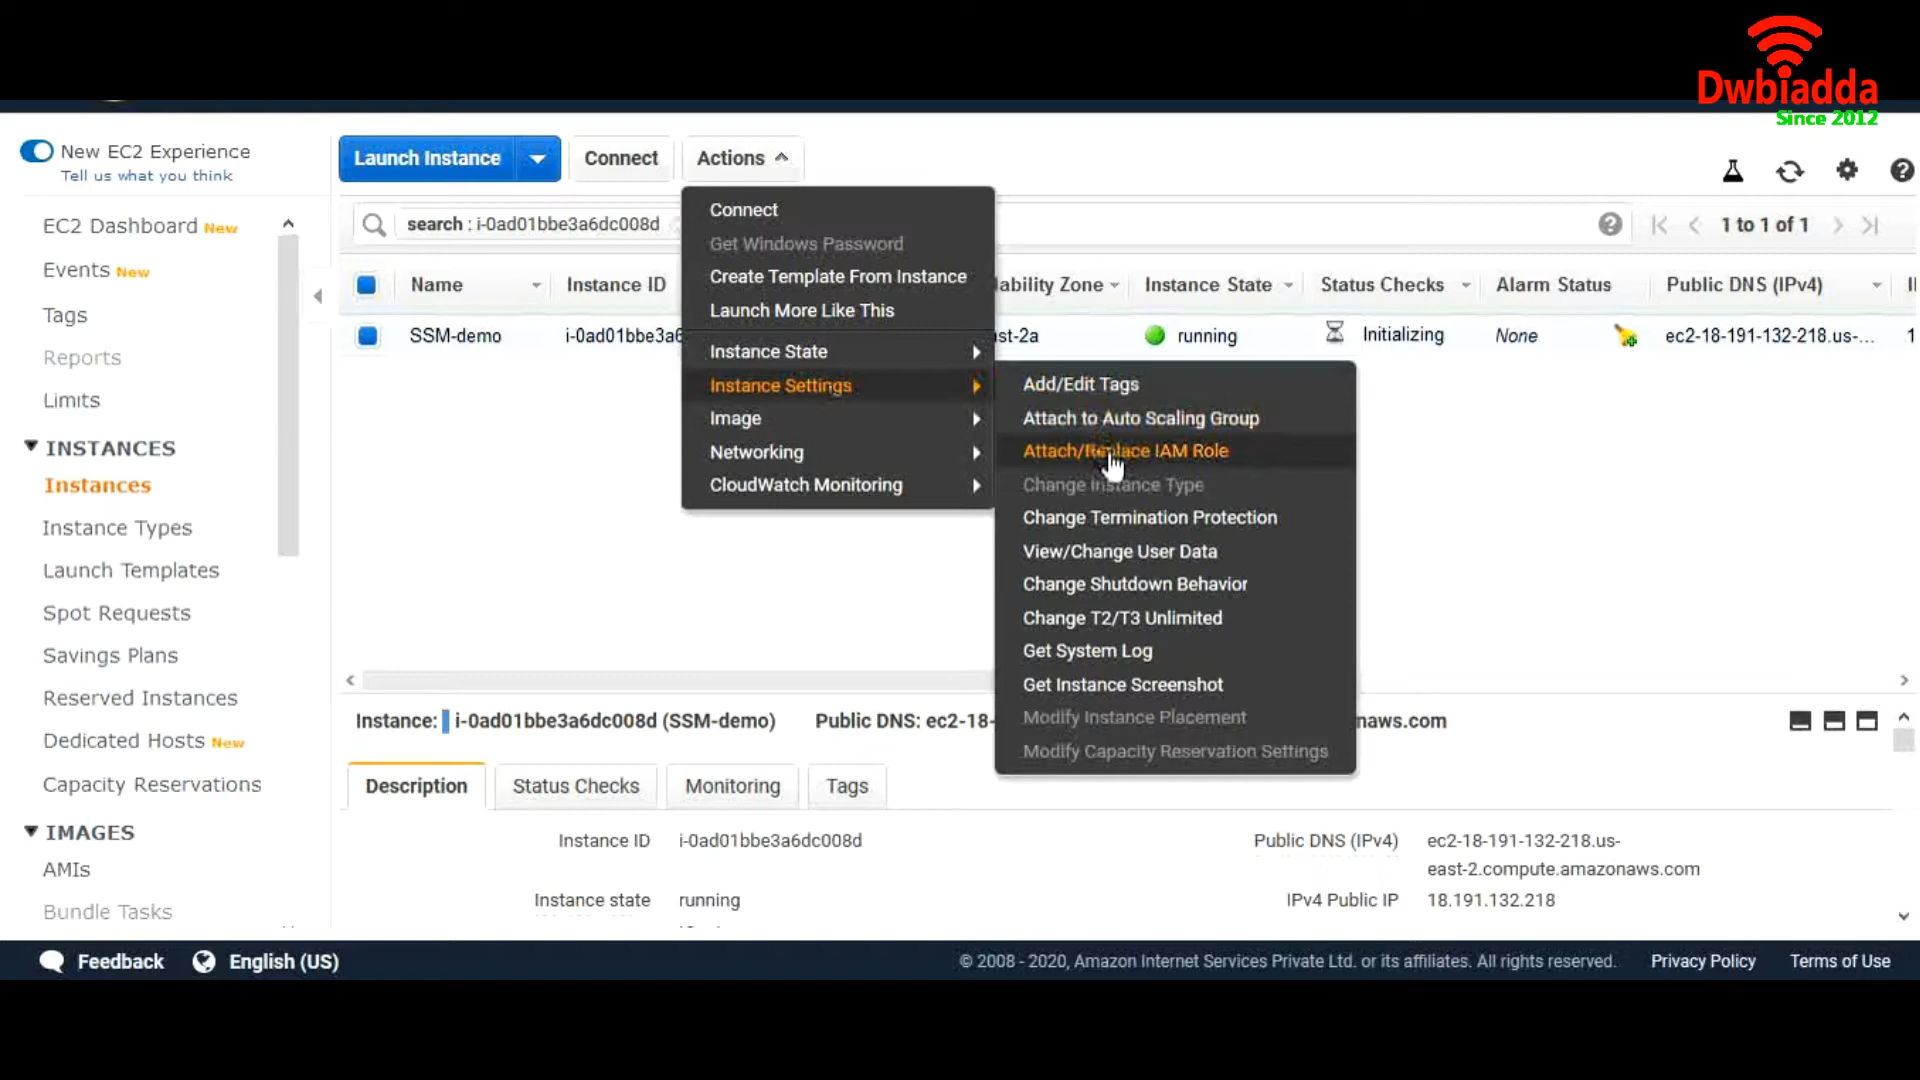 Dwbiadda
Since 2012
New EC2 Experience
Tell us what you think
Launch Instance
Connect
Actions
EC2 Dashboard New
Events New
Tags
Reports
Limits
INSTANCES
Instances
Instance Types
Launch Templates
Spot Requests
Savings Plans
Reserved Instances
Dedicated Hosts New
Capacity Reservations
IMAGES
AMIs
Bundle Tasks
search : i-0ad01bbe3a6dc008d
1 to 1 of 1
Name
Instance ID
lability Zone
Instance State
Status Checks
Alarm Status
Public DNS (IPv4)
SSM-demo
i-0ad01bbe3a6
st-2a
running
Initializing
None
ec2-18-191-132-218.us-...
1
Connect
Get Windows Password
Create Template From Instance
Launch More Like This
Instance State
Instance Settings
Image
Networking
CloudWatch Monitoring
Add/Edit Tags
Attach to Auto Scaling Group
Attach/Replace IAM Role
Change Instance Type
Change Termination Protection
View/Change User Data
Change Shutdown Behavior
Change T2/T3 Unlimited
Get System Log
Get Instance Screenshot
Modify Instance Placement
Modify Capacity Reservation Settings
Instance: i-0ad01bbe3a6dc008d (SSM-demo) Public DNS: ec2-18- naws.com
Description
Status Checks
Monitoring
Tags
Instance ID i-0ad01bbe3a6dc008d
Public DNS (IPv4) ec2-18-191-132-218.us-
east-2.compute.amazonaws.com
Instance state running
IPv4 Public IP 18.191.132.218
Feedback
English (US)
© 2008 - 2020, Amazon Internet Services Private Ltd. or its affiliates. All rights reserved.
Privacy Policy
Terms of Use